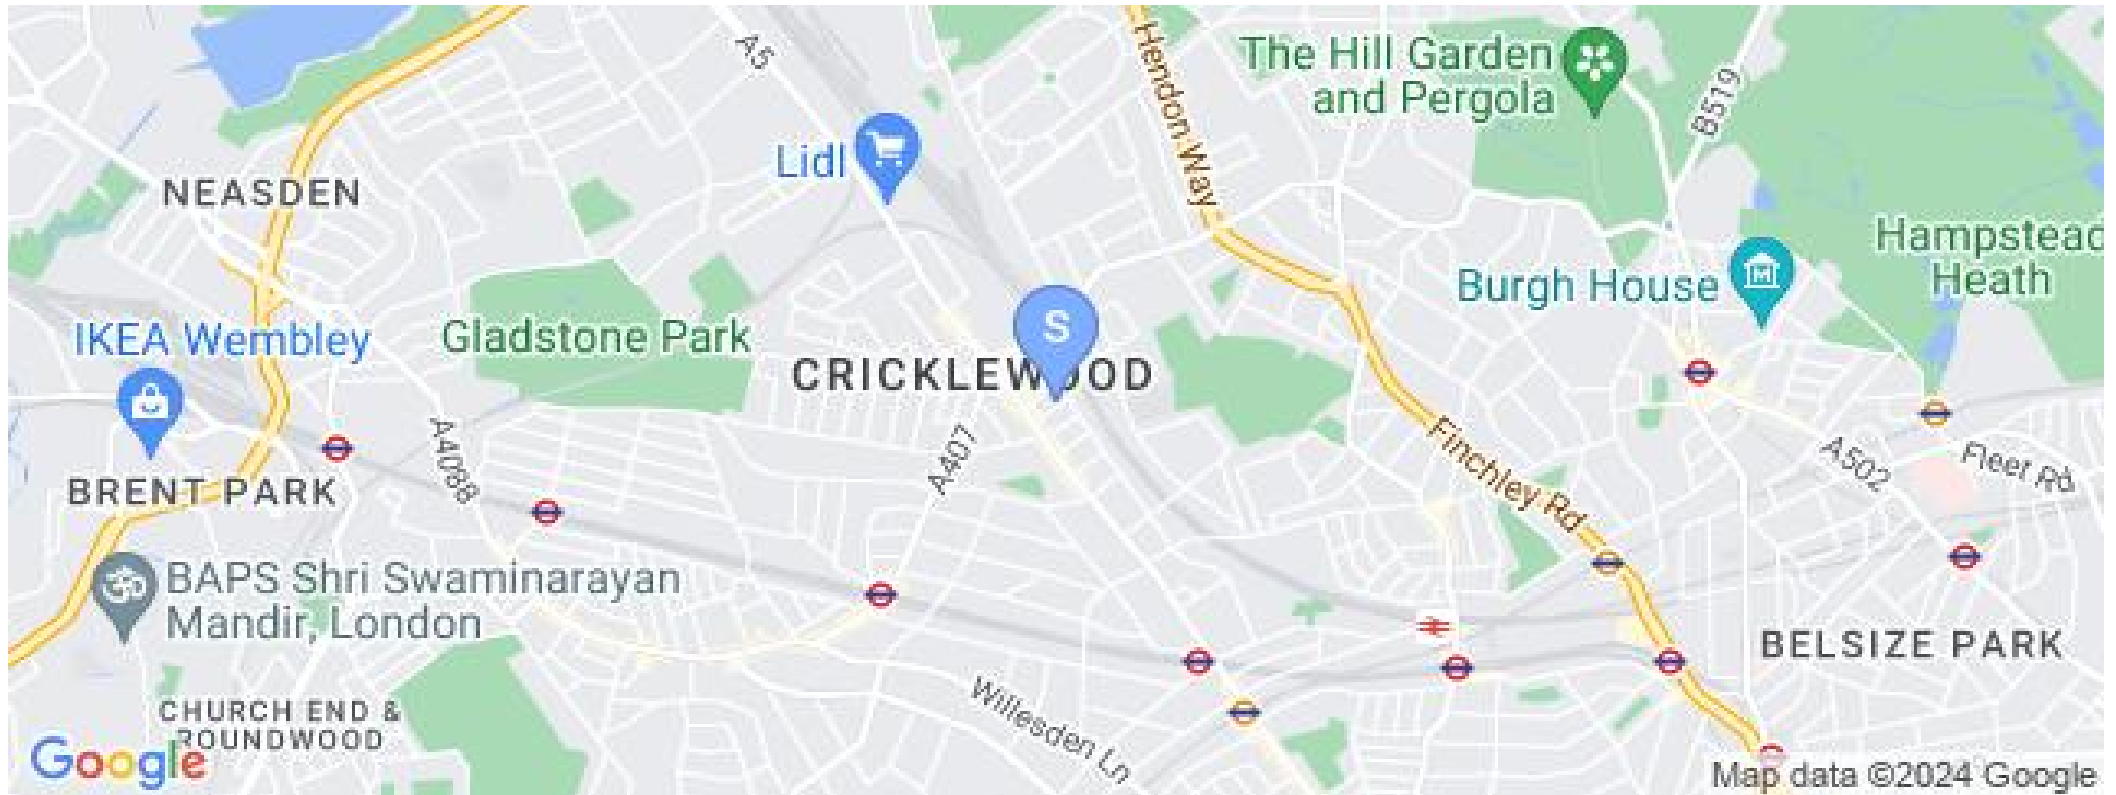 A5
Hendon Way
The Hill Garden
and Pergola
B519
Lidl
NEASDEN
Hampstead
Heath
Burgh House
IKEA Wembley
Gladstone Park
CRICKLEWOOD
S
A4088
A407
Finchley Rd
A502
Fleet Rd
BRENT PARK
BAPS Shri Swaminarayan
Mandir, London
BELSIZE PARK
Willesden Ln
CHURCH END &
ROUNDWOOD
Google
Map data ©2024 Google